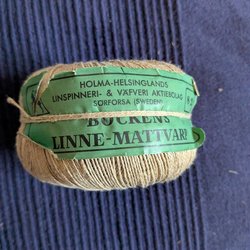 HOLMA-HELSINGLANDS
LINSPINNERI- & VÄFVERI AKTIEBOLAG
SÖRFORSA (SWEDEN)
BOCKENS
LINNE-MATTVARP